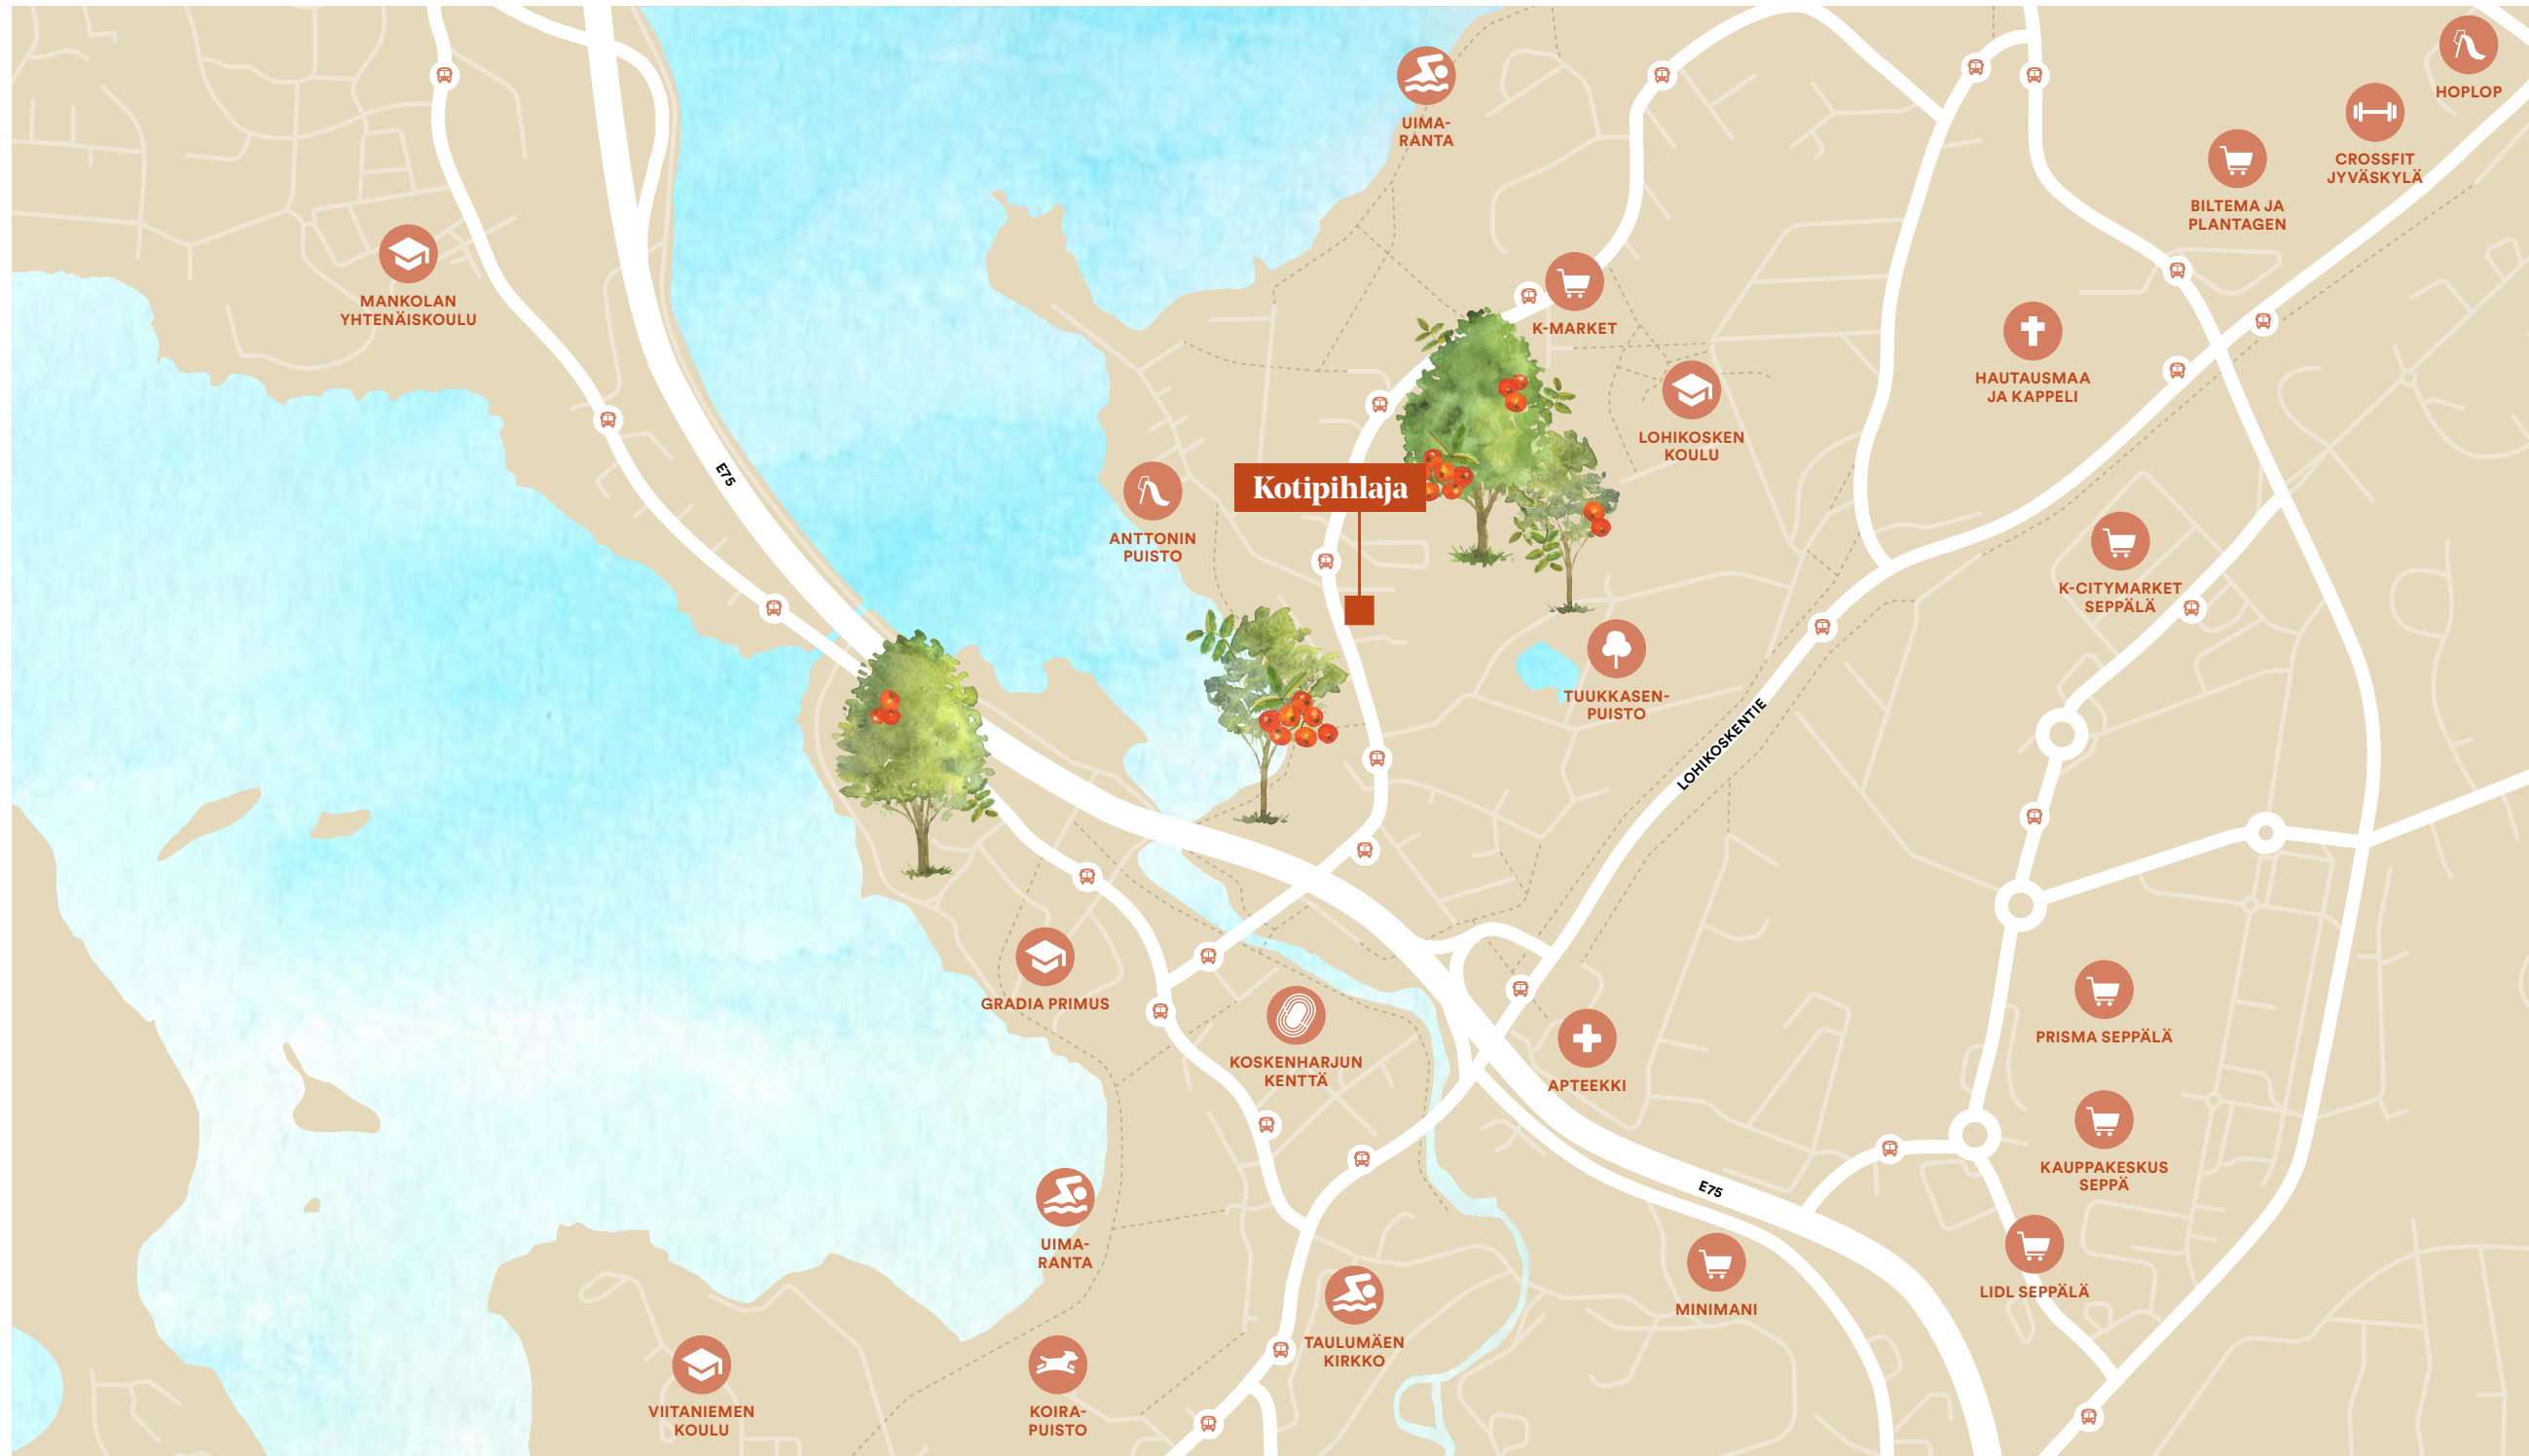 HOPLOP
UIMA-
RANTA
CROSSFIT
JYVÄSKYLÄ
BILTEMA JA
PLANTAGEN
MANKOLAN
YHTENÄISKOULU
K-MARKET
HAUTAUSMAA
JA KAPPELI
LOHIKOSKEN
KOULU
E75
Kotipihlaja
ANTTONIN
PUISTO
K-CITYMARKET
SEPPÄLÄ
TUUKKASEN-
PUISTO
LOHIKOSKENTIE
GRADIA PRIMUS
KOSKENHARJUN
KENTTÄ
APTEEKKI
PRISMA SEPPÄLÄ
KAUPPAKESKUS
SEPPÄ
E75
UIMA-
RANTA
LIDL SEPPÄLÄ
MINIMANI
TAULUMÄEN
KIRKKO
VIITANIEMEN
KOULU
KOIRA-
PUISTO